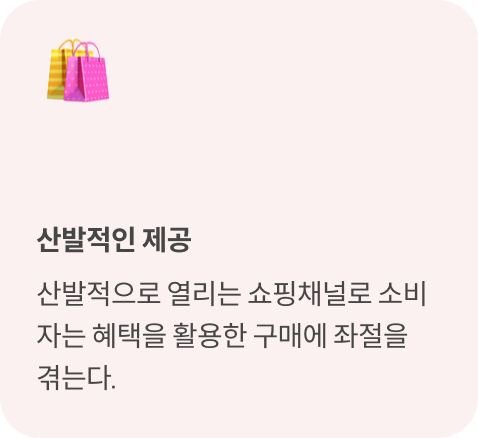 산발적인 제공
산발적으로 열리는 쇼핑채널로 소비
자는 혜택을 활용한 구매에 좌절을
겪는다.